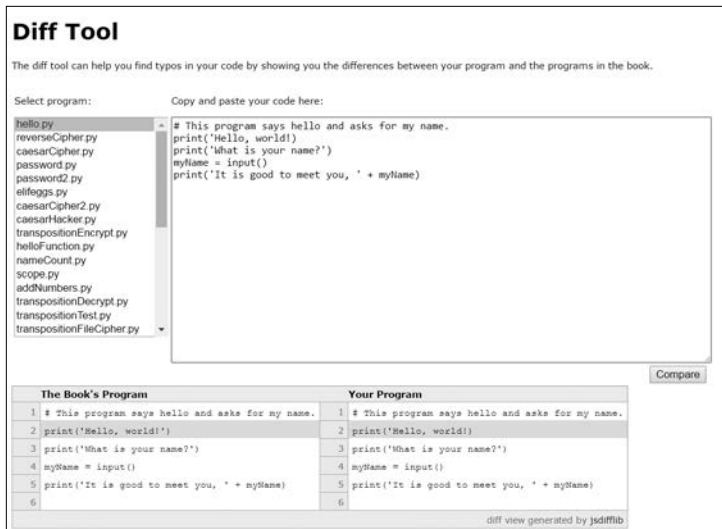 Diff Tool
The diff tool can help you find typos in your code by showing you the differences between your program and the programs in the book.
Select program:
Copy and paste your code here:
hello.py
reverseCipher.py
caesarCipher.py
password.py
password2.py
elifeggs.py
caesarCipher2.py
caesarHacker.py
transpositionEncrypt.py
helloFunction.py
nameCount.py
scope.py
addNumbers.py
transpositionDecrypt.py
transpositionTest.py
transpositionFileCipher.py
# This program says hello and asks for my name.
print('Hello, world!)
print('What is your name?')
myName = input()
print('It is good to meet you, ' + myName)
Compare
The Book's Program
1 # This program says hello and asks for my name.
2 print('Hello, world!')
3 print('What is your name?')
4 myName = input()
5 print('It is good to meet you, ' + myName)
6
Your Program
1 # This program says hello and asks for my name.
2 print('Hello, world!)
3 print('What is your name?')
4 myName = input()
5 print('It is good to meet you, ' + myName)
6
diff view generated by jsdifflib